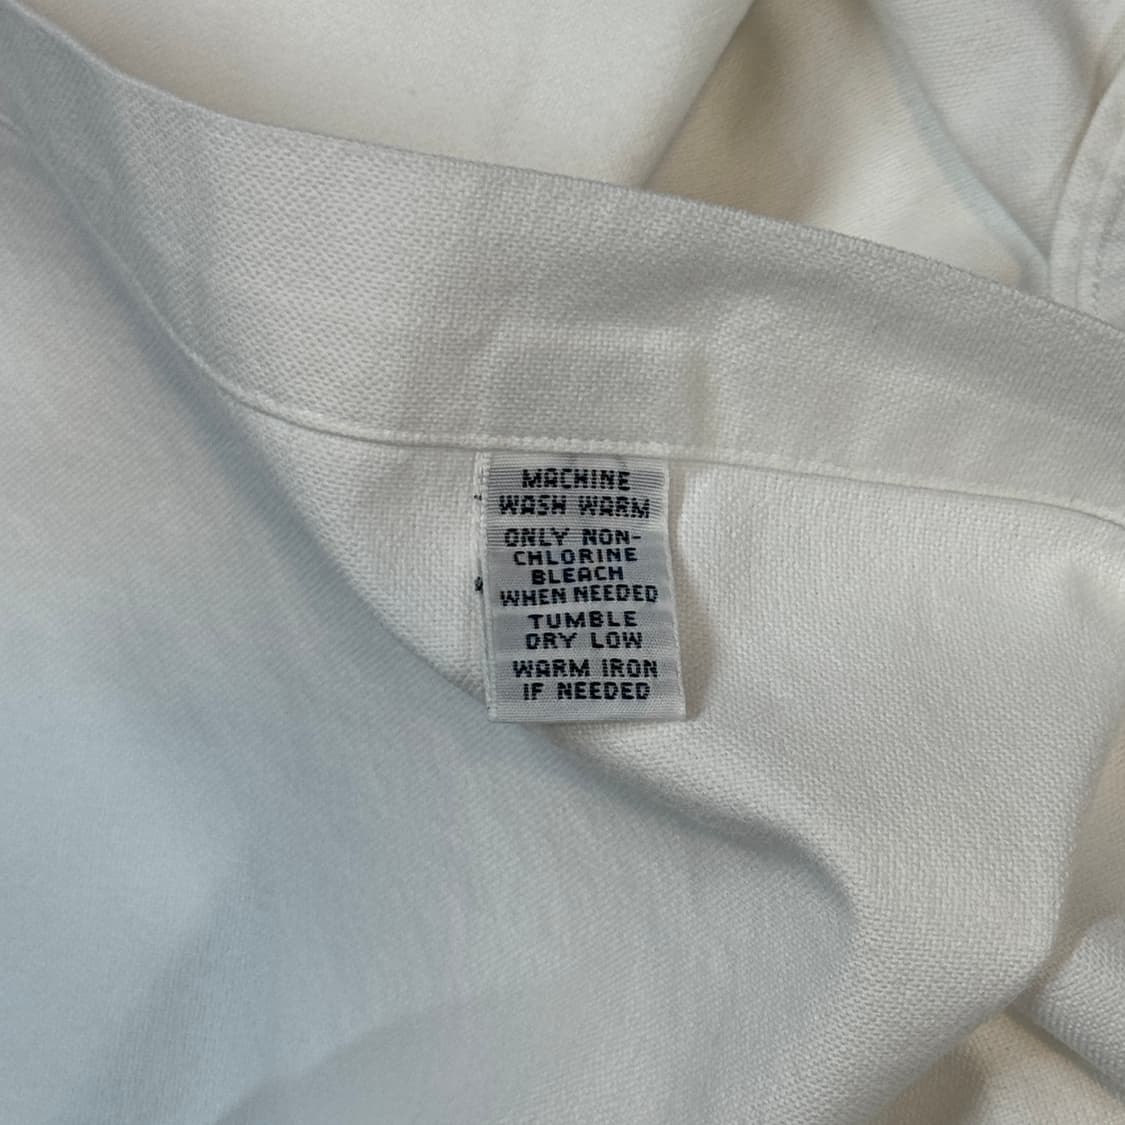 MACHINE
WASH WARM
ONLY NON-
CHLORINE
BLEACH
WHEN NEEDED
TUMBLE
DRY LOW
WARM IRON
IF NEEDED